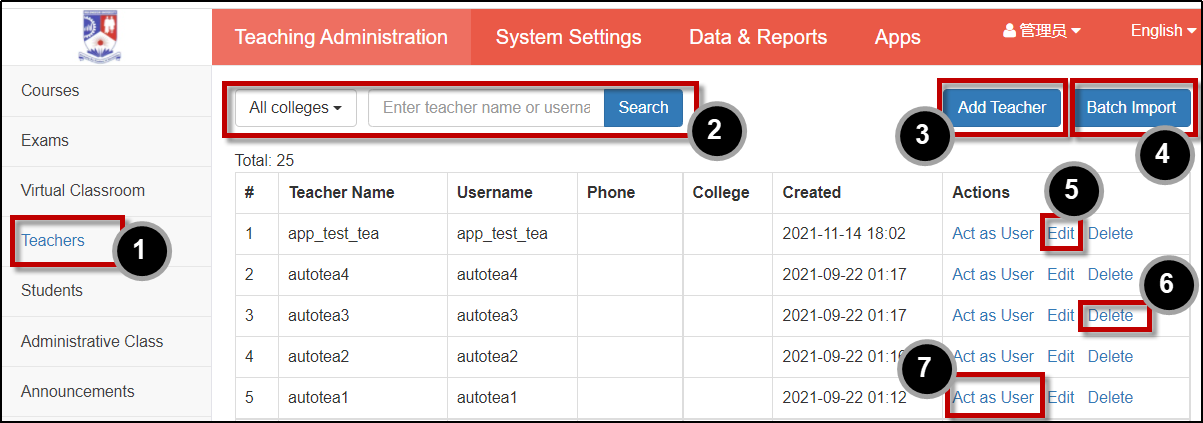 Teaching Administration System Settings Data & Reports Apps 管理员 English
Courses
Exams
Virtual Classroom
Teachers
Students
Administrative Class
Announcements
1
All colleges Enter teacher name or userna Search
2
Add Teacher
3
Batch Import
4
Total: 25
# Teacher Name Username Phone College Created Actions
5
1 app_test_tea app_test_tea 2021-11-14 18:02 Act as User Edit Delete
2 autotea4 autotea4 2021-09-22 01:17 Act as User Edit Delete
6
3 autotea3 autotea3 2021-09-22 01:17 Act as User Edit Delete
4 autotea2 autotea2 2021-09-22 Act as User Edit Delete
7
5 autotea1 autotea1 2021-09-22 01:12 Act as User Edit Delete